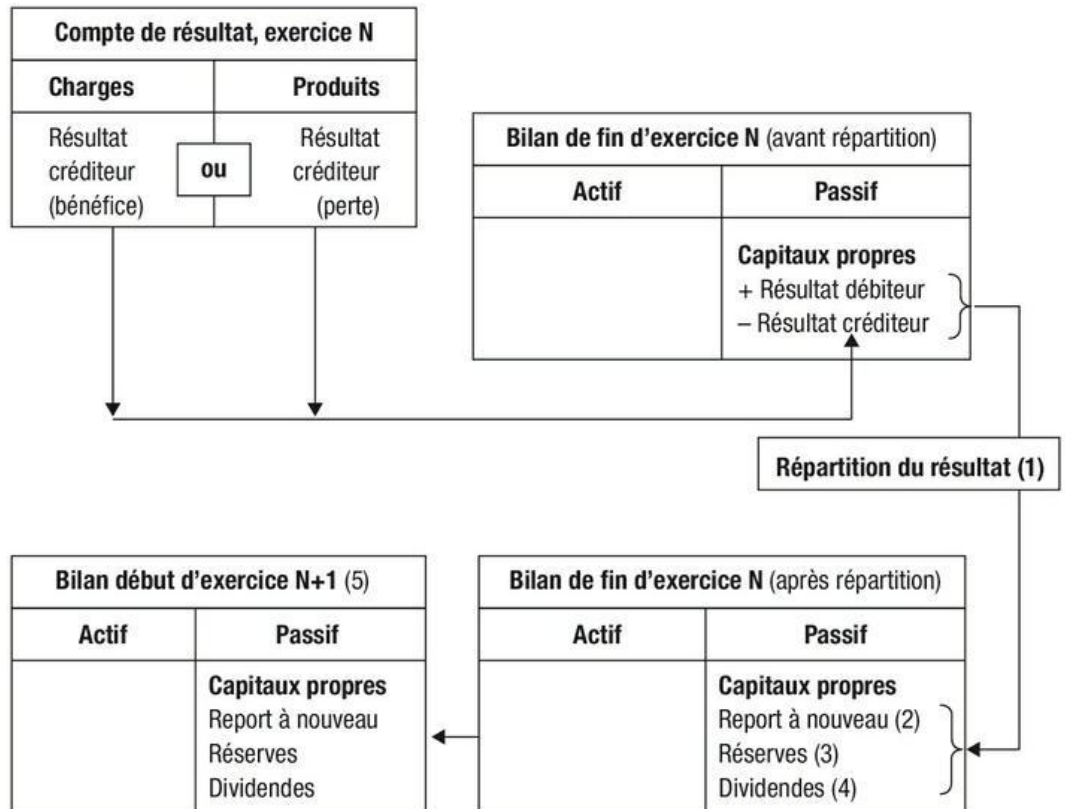 Compte de résultat, exercice N
Charges
Produits
Résultat
créditeur
(bénéfice)
ou
Résultat
créditeur
(perte)
Bilan de fin d'exercice N (avant répartition)
Actif
Passif
Capitaux propres
+ Résultat débiteur
– Résultat créditeur
Répartition du résultat (1)
Bilan début d'exercice N+1 (5)
Actif
Passif
Capitaux propres
Report à nouveau
Réserves
Dividendes
Bilan de fin d'exercice N (après répartition)
Actif
Passif
Capitaux propres
Report à nouveau (2)
Réserves (3)
Dividendes (4)